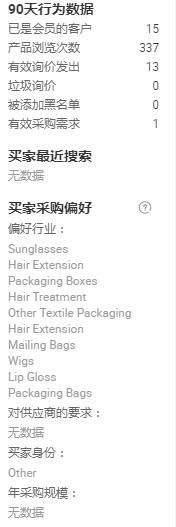 90天行为数据
已是会员的客户 15
产品浏览次数 337
有效询价发出 13
垃圾询价 0
被添加黑名单 0
有效采购需求 1
买家最近搜索
无数据
买家采购偏好 ?
偏好行业：
Sunglasses
Hair Extension
Packaging Boxes
Hair Treatment
Other Textile Packaging
Hair Extension
Mailing Bags
Wigs
Lip Gloss
Packaging Bags
对供应商的要求：
无数据
买家身份：
Other
年采购规模：
无数据